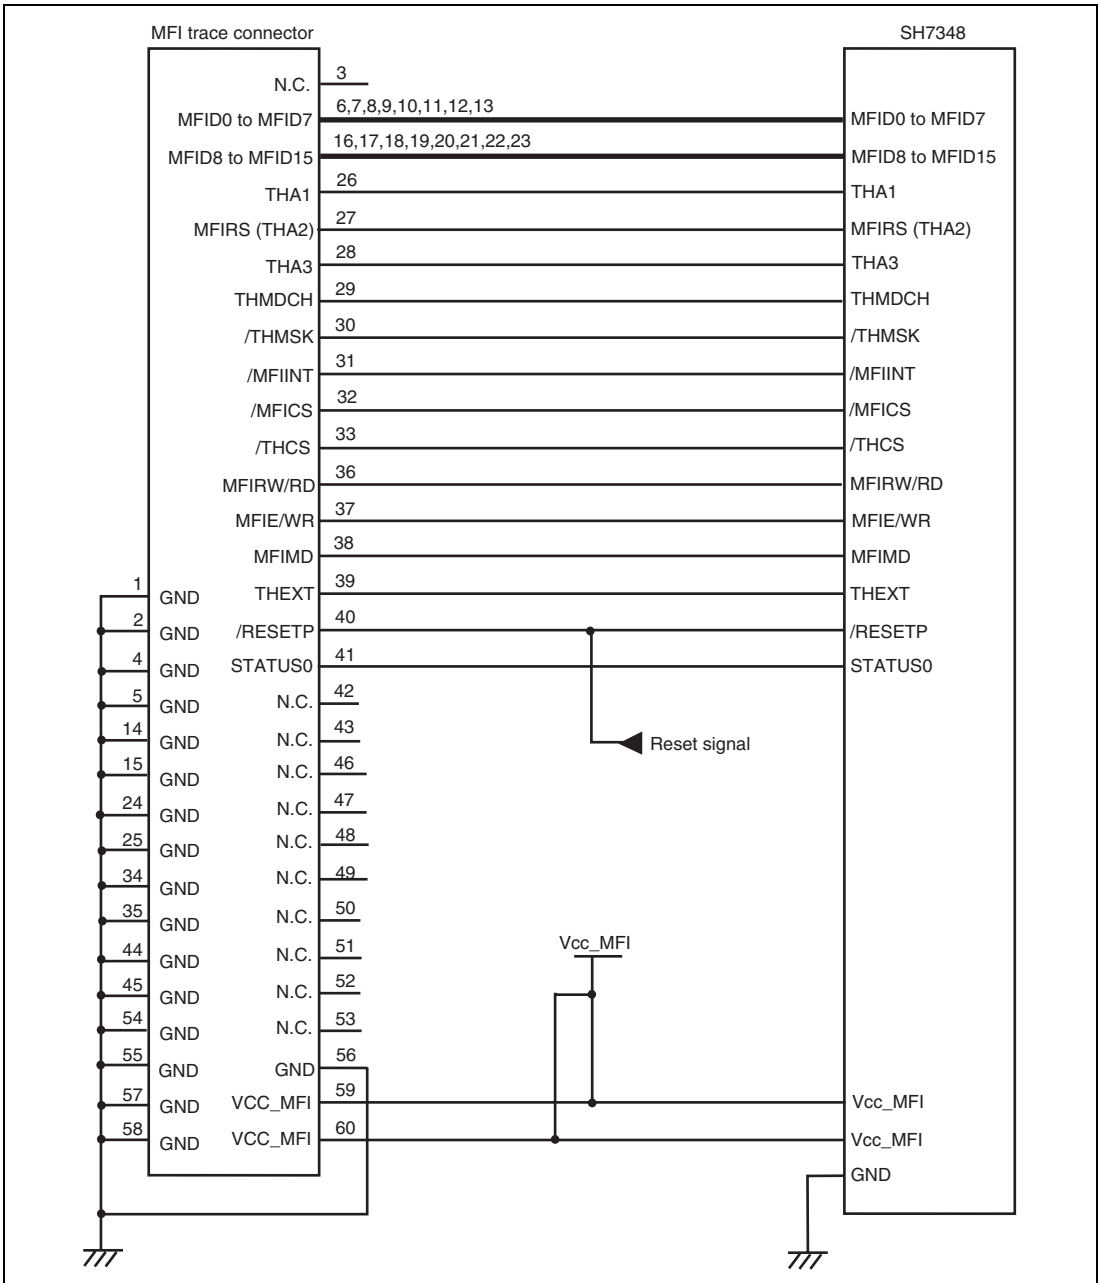 MFI trace connector SH7348
N.C. 3
MFID0 to MFID7 6,7,8,9,10,11,12,13 MFID0 to MFID7
MFID8 to MFID15 16,17,18,19,20,21,22,23 MFID8 to MFID15
THA1 26 THA1
MFIRS (THA2) 27 MFIRS (THA2)
THA3 28 THA3
THMDCH 29 THMDCH
/THMSK 30 /THMSK
/MFIINT 31 /MFIINT
/MFICS 32 /MFICS
/THCS 33 /THCS
MFIRW/RD 36 MFIRW/RD
MFIE/WR 37 MFIE/WR
MFIMD 38 MFIMD
1 GND THEXT 39 THEXT
2 GND /RESETP 40 /RESETP
4 GND STATUS0 41 STATUS0
5 GND N.C. 42
14 GND N.C. 43 Reset signal
15 GND N.C. 46
24 GND N.C. 47
25 GND N.C. 48
34 GND N.C. 49
35 GND N.C. 50
44 GND N.C. 51 Vcc_MFI
45 GND N.C. 52
54 GND N.C. 53
55 GND GND 56
57 GND VCC_MFI 59 Vcc_MFI
58 GND VCC_MFI 60 Vcc_MFI
GND